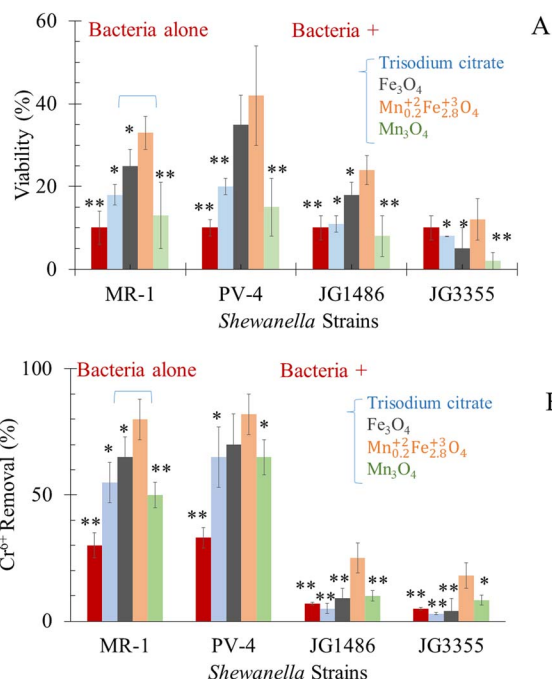 A
60
40
20
0
Viability (%)
Bacteria alone
Bacteria +
Trisodium citrate
Fe₃O₄
Mn⁺²₀.₂Fe⁺³₂.₈O₄
Mn₃O₄
** * * **
** ** **
** * * **
* * **
MR-1 PV-4 JG1486 JG3355
Shewanella Strains
100
50
0
Cr⁶⁺ Removal (%)
Bacteria alone
Bacteria +
Trisodium citrate
Fe₃O₄
Mn⁺²₀.₂Fe⁺³₂.₈O₄
Mn₃O₄
** * * **
** * *
** ** ** **
** ** ** *
MR-1 PV-4 JG1486 JG3355
Shewanella Strains